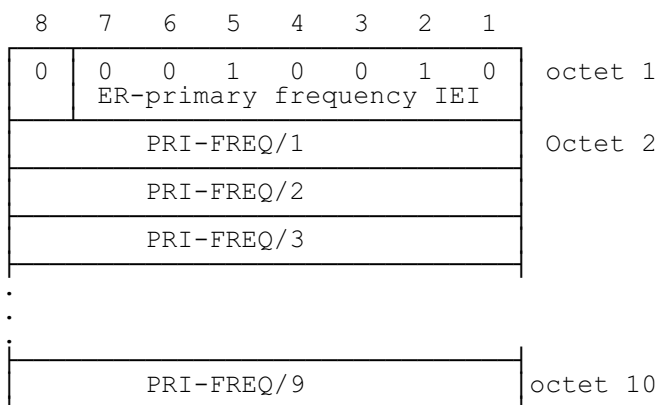 8 7 6 5 4 3 2 1
0 0 0 1 0 0 1 0 octet 1
ER-primary frequency IEI
PRI-FREQ/1 Octet 2
PRI-FREQ/2
PRI-FREQ/3
.
.
.
PRI-FREQ/9 octet 10